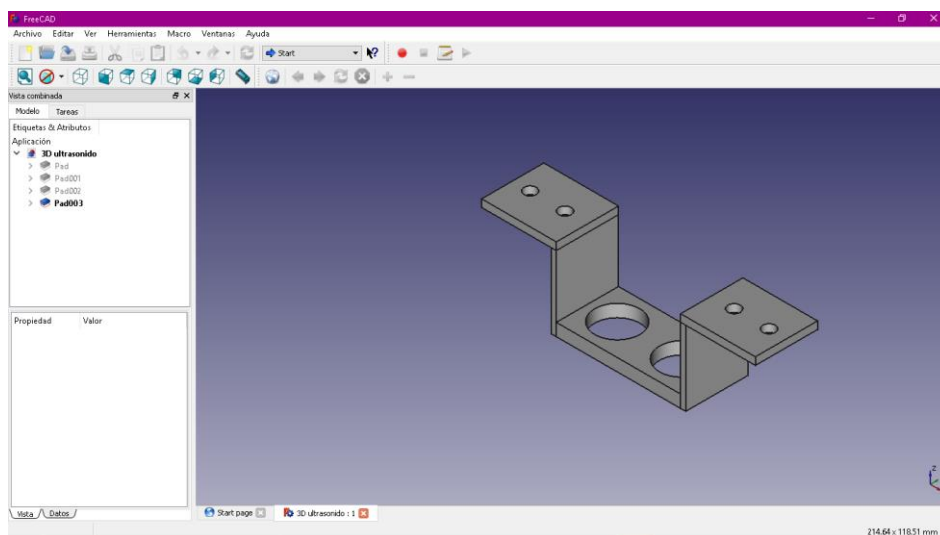 FreeCAD
Archivo Editar Ver Herramientas Macro Ventanas Ayuda
Start
Vista combinada
Modelo Tareas
Etiquetas & Atributos
Aplicación
3D ultrasonido
Pad
Pad001
Pad002
Pad003
Propiedad Valor
Vista Datos
Start page
3D ultrasonido : 1
Z
214.64 x 118.51 mm